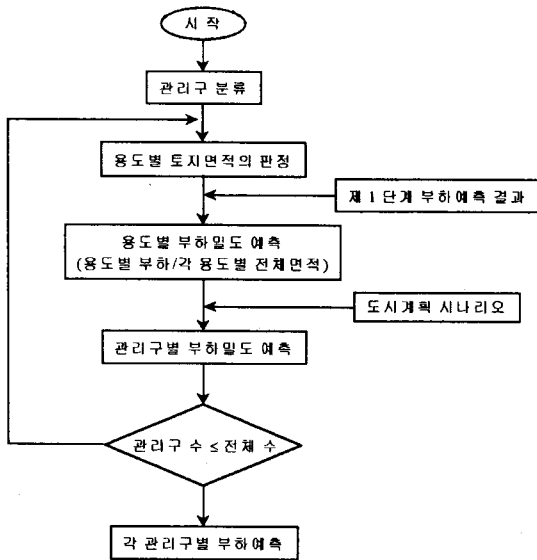 시 작
관리구 분류
용도별 토지면적의 판정
제 1 단계 부하예측 결과
용도별 부하밀도 예측
(용도별 부하/각 용도별 전체면적)
도시계획 시나리오
관리구별 부하밀도 예측
관리구 수 ≤ 전체 수
각 관리구별 부하예측